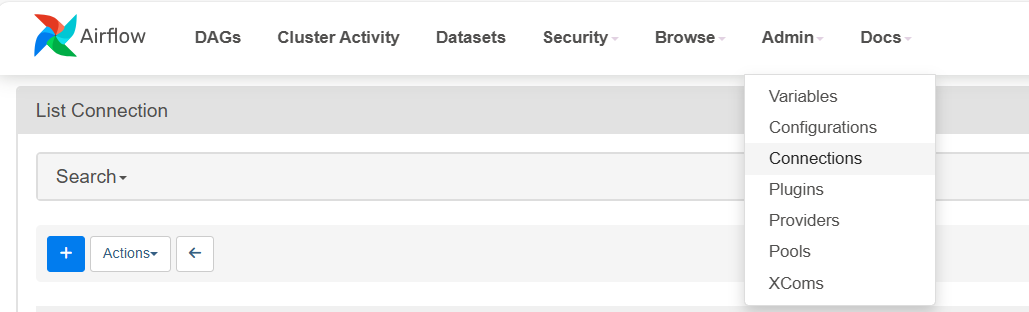 Airflow DAGs Cluster Activity Datasets Security Browse Admin Docs
List Connection
Search
+ Actions
Variables
Configurations
Connections
Plugins
Providers
Pools
XComs